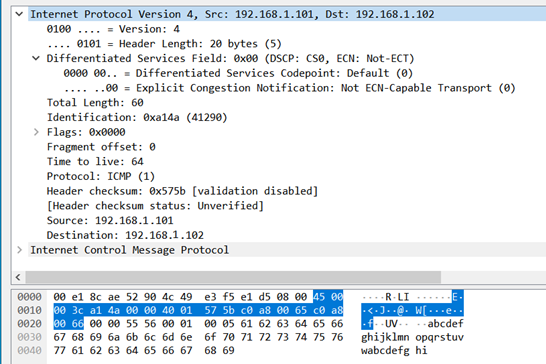 Internet Protocol Version 4, Src: 192.168.1.101, Dst: 192.168.1.102
0100 .... = Version: 4
.... 0101 = Header Length: 20 bytes (5)
Differentiated Services Field: 0x00 (DSCP: CS0, ECN: Not-ECT)
0000 00.. = Differentiated Services Codepoint: Default (0)
.... ..00 = Explicit Congestion Notification: Not ECN-Capable Transport (0)
Total Length: 60
Identification: 0xa14a (41290)
Flags: 0x0000
Fragment offset: 0
Time to live: 64
Protocol: ICMP (1)
Header checksum: 0x575b [validation disabled]
[Header checksum status: Unverified]
Source: 192.168.1.101
Destination: 192.168.1.102
Internet Control Message Protocol
0000 00 e1 8c ae 52 90 4c 49 e3 f5 e1 d5 08 00 45 00 ····R·LI ······E·
0010 00 3c a1 4a 00 00 40 01 57 5b c0 a8 00 65 c0 a8 ·<·J··@· W[···e··
0020 00 66 00 00 55 56 00 01 00 05 61 62 63 64 65 66 ·f··UV·· ··abcdef
0030 67 68 69 6a 6b 6c 6d 6e 6f 70 71 72 73 74 75 76 ghijklmn opqrstuv
0040 77 61 62 63 64 65 66 67 68 69 wabcdefg hi